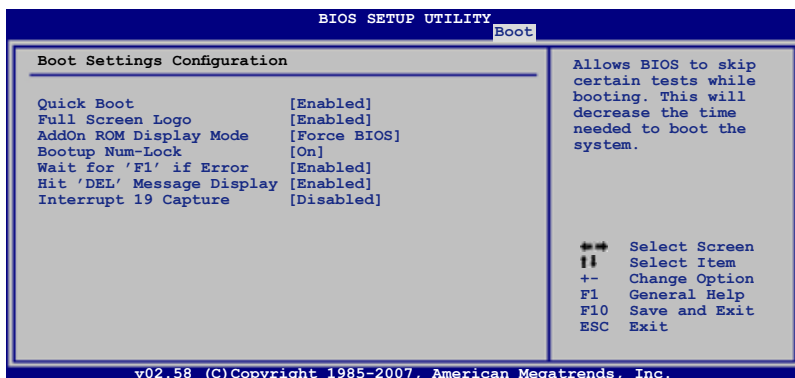 BIOS SETUP UTILITY
Boot
Boot Settings Configuration
Quick Boot [Enabled]
Full Screen Logo [Enabled]
AddOn ROM Display Mode [Force BIOS]
Bootup Num-Lock [On]
Wait for 'F1' if Error [Enabled]
Hit 'DEL' Message Display [Enabled]
Interrupt 19 Capture [Disabled]
Allows BIOS to skip
certain tests while
booting. This will
decrease the time
needed to boot the
system.
Select Screen
Select Item
+- Change Option
F1 General Help
F10 Save and Exit
ESC Exit
v02.58 (C)Copyright 1985-2007, American Megatrends, Inc.